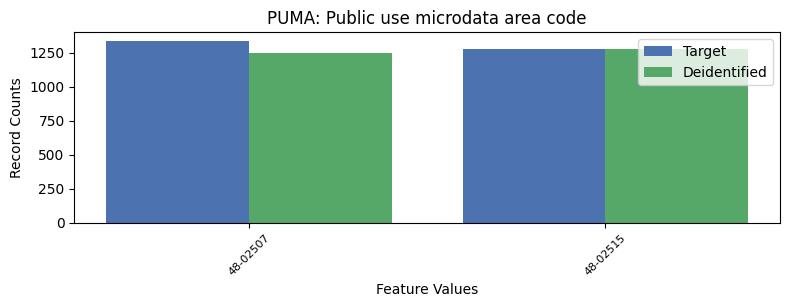 PUMA: Public use microdata area code
Record Counts
1250
1000
750
500
250
0
Target
Deidentified
48-02507
48-02515
Feature Values